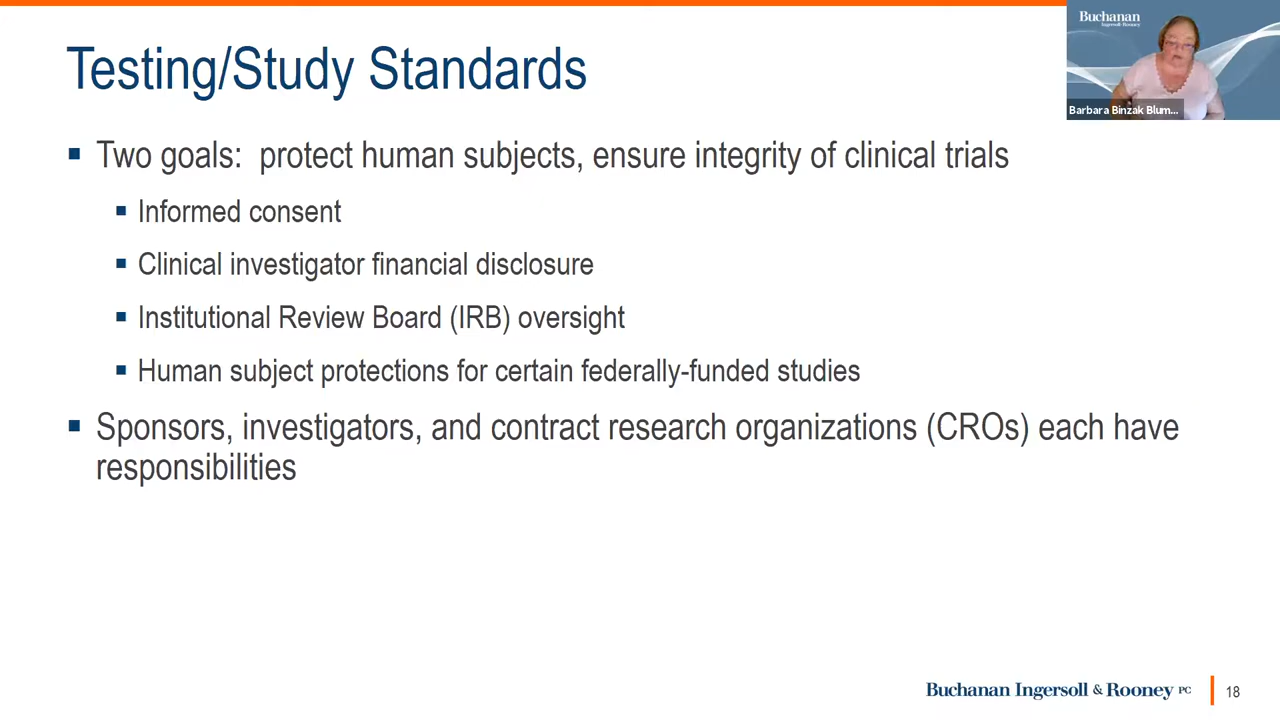 Testing/Study Standards
Buchanan
Ingersoll & Rooney
Barbara Binzak Blum...
Two goals: protect human subjects, ensure integrity of clinical trials
Informed consent
Clinical investigator financial disclosure
Institutional Review Board (IRB) oversight
Human subject protections for certain federally-funded studies
Sponsors, investigators, and contract research organizations (CROs) each have
responsibilities
Buchanan Ingersoll & Rooney PC
18